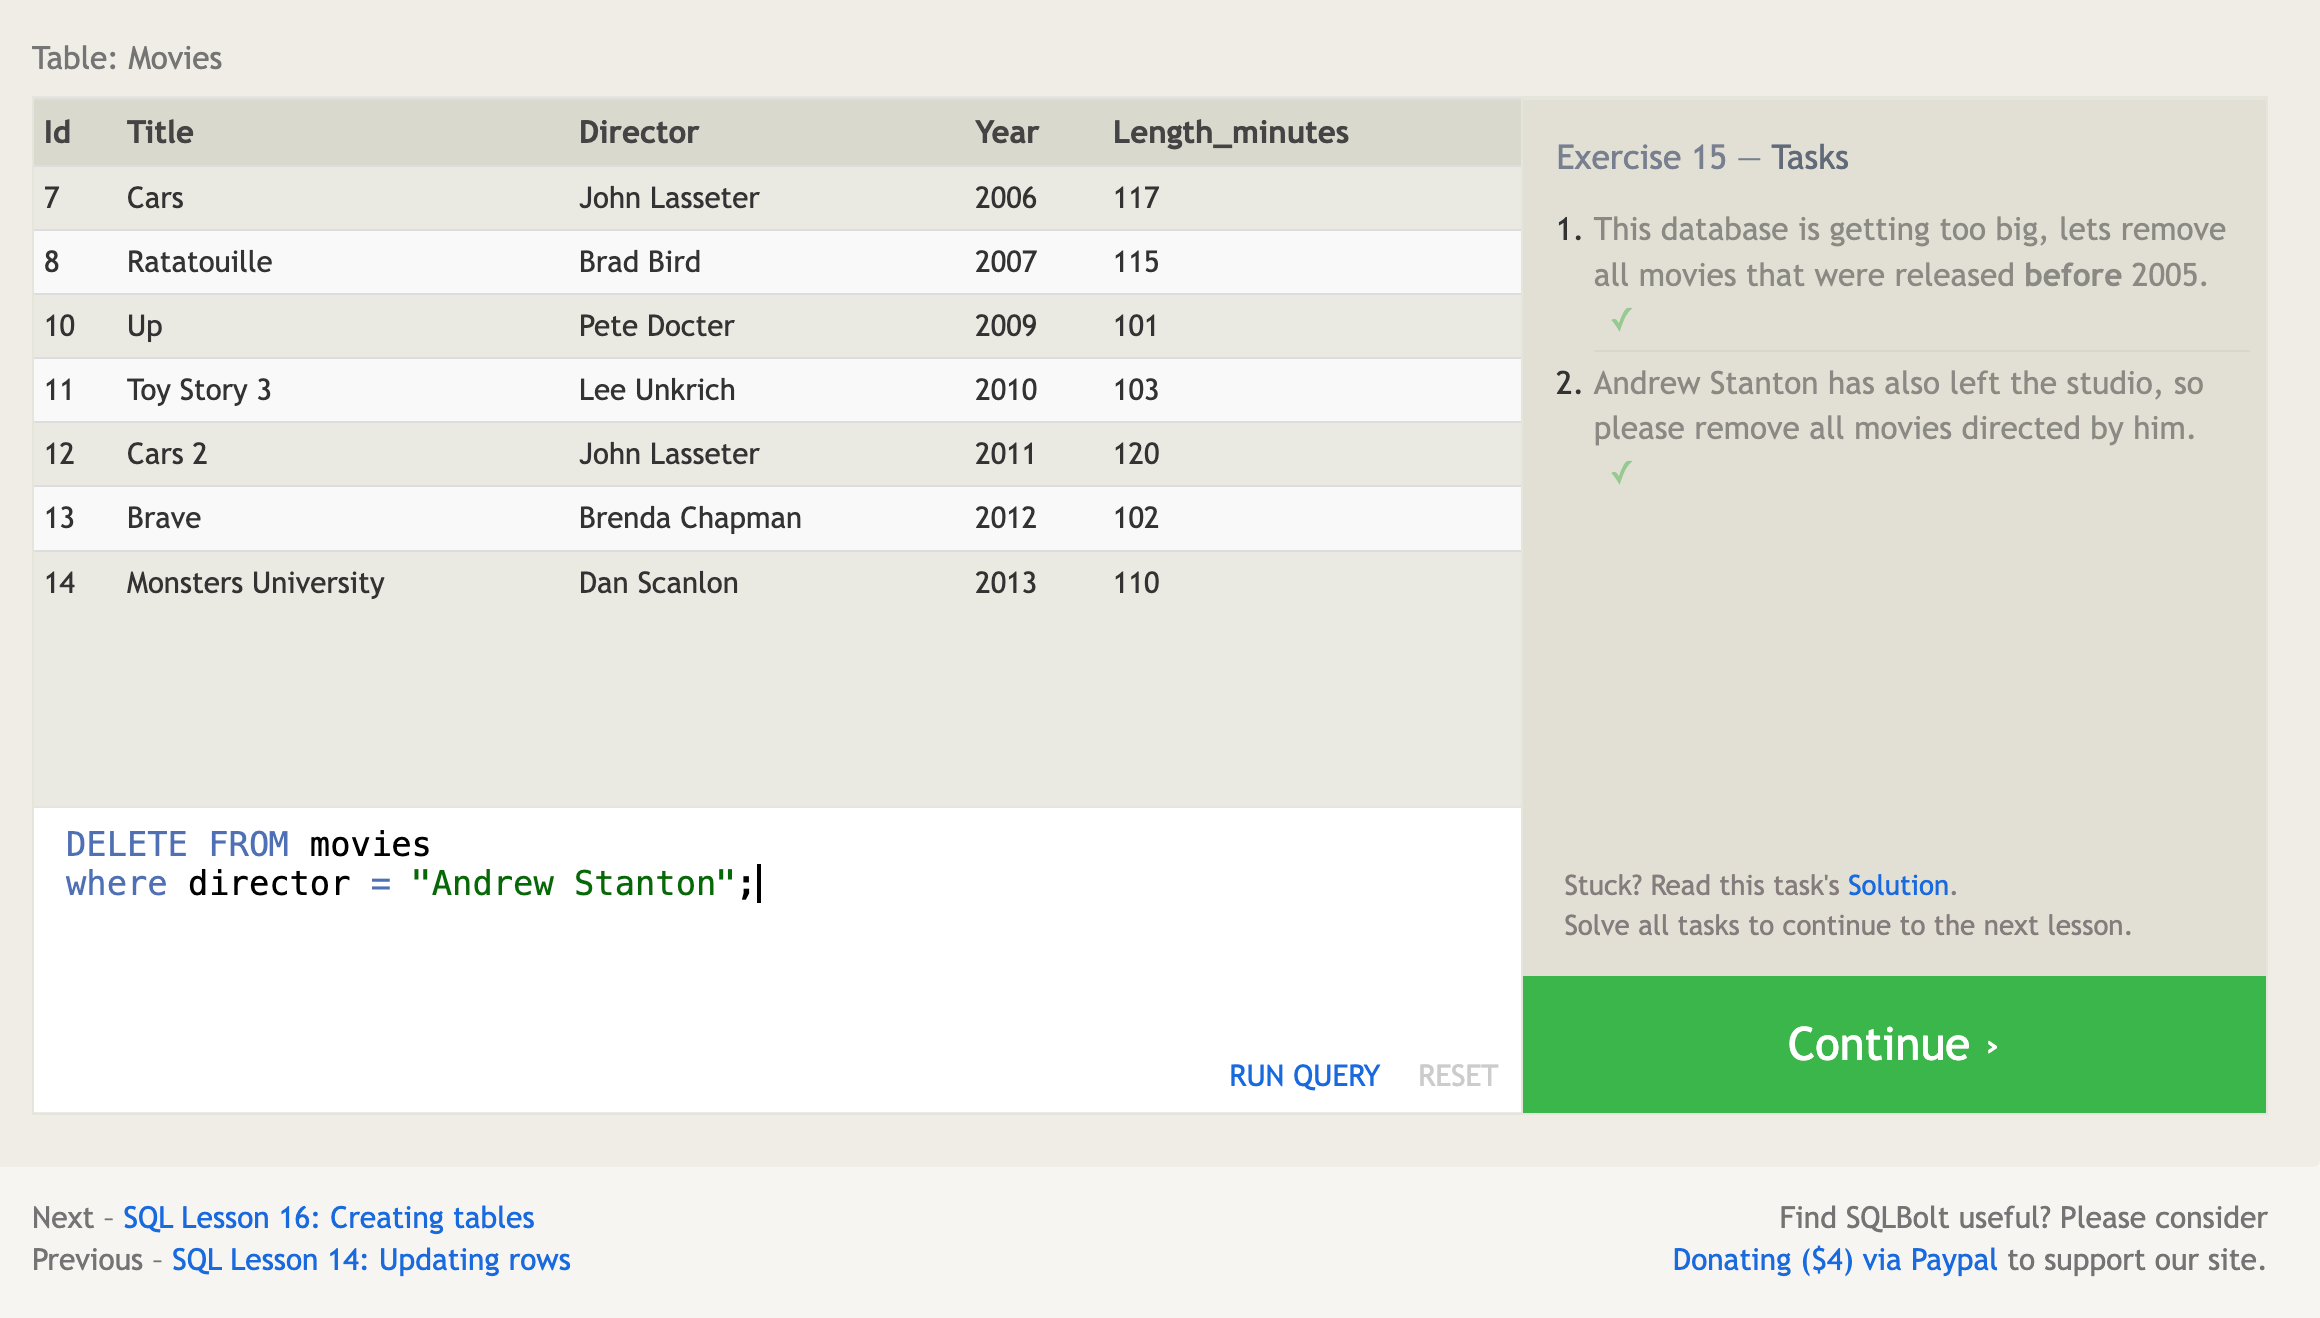 Table: Movies
Id Title Director Year Length_minutes
7 Cars John Lasseter 2006 117
8 Ratatouille Brad Bird 2007 115
10 Up Pete Docter 2009 101
11 Toy Story 3 Lee Unkrich 2010 103
12 Cars 2 John Lasseter 2011 120
13 Brave Brenda Chapman 2012 102
14 Monsters University Dan Scanlon 2013 110
DELETE FROM movies
where director = "Andrew Stanton";
RUN QUERY RESET
Exercise 15 — Tasks
1. This database is getting too big, lets remove
all movies that were released before 2005.
✓
2. Andrew Stanton has also left the studio, so
please remove all movies directed by him.
✓
Stuck? Read this task's Solution.
Solve all tasks to continue to the next lesson.
Continue ›
Next – SQL Lesson 16: Creating tables
Previous – SQL Lesson 14: Updating rows
Find SQLBolt useful? Please consider
Donating ($4) via Paypal to support our site.